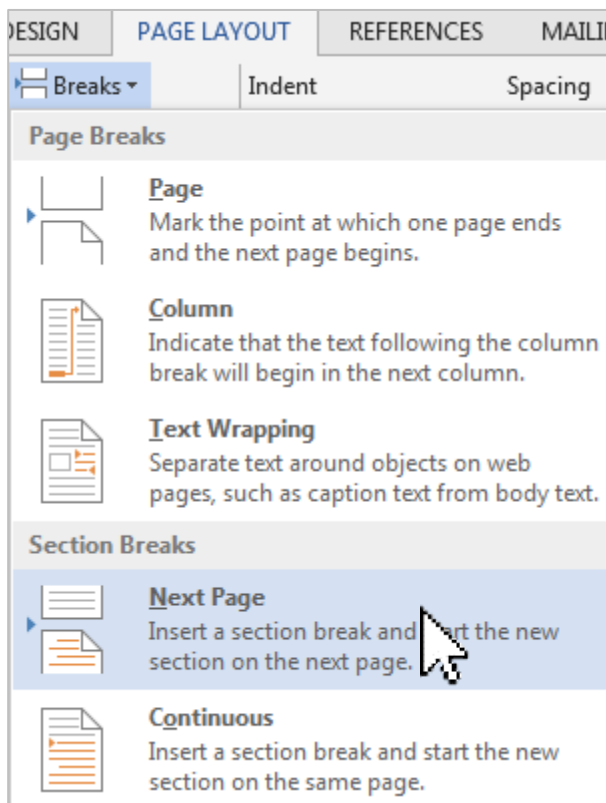 DESIGN PAGE LAYOUT REFERENCES MAILI
Breaks Indent Spacing
Page Breaks
Page
Mark the point at which one page ends
and the next page begins.
Column
Indicate that the text following the column
break will begin in the next column.
Text Wrapping
Separate text around objects on web
pages, such as caption text from body text.
Section Breaks
Next Page
Insert a section break and start the new
section on the next page.
Continuous
Insert a section break and start the new
section on the same page.